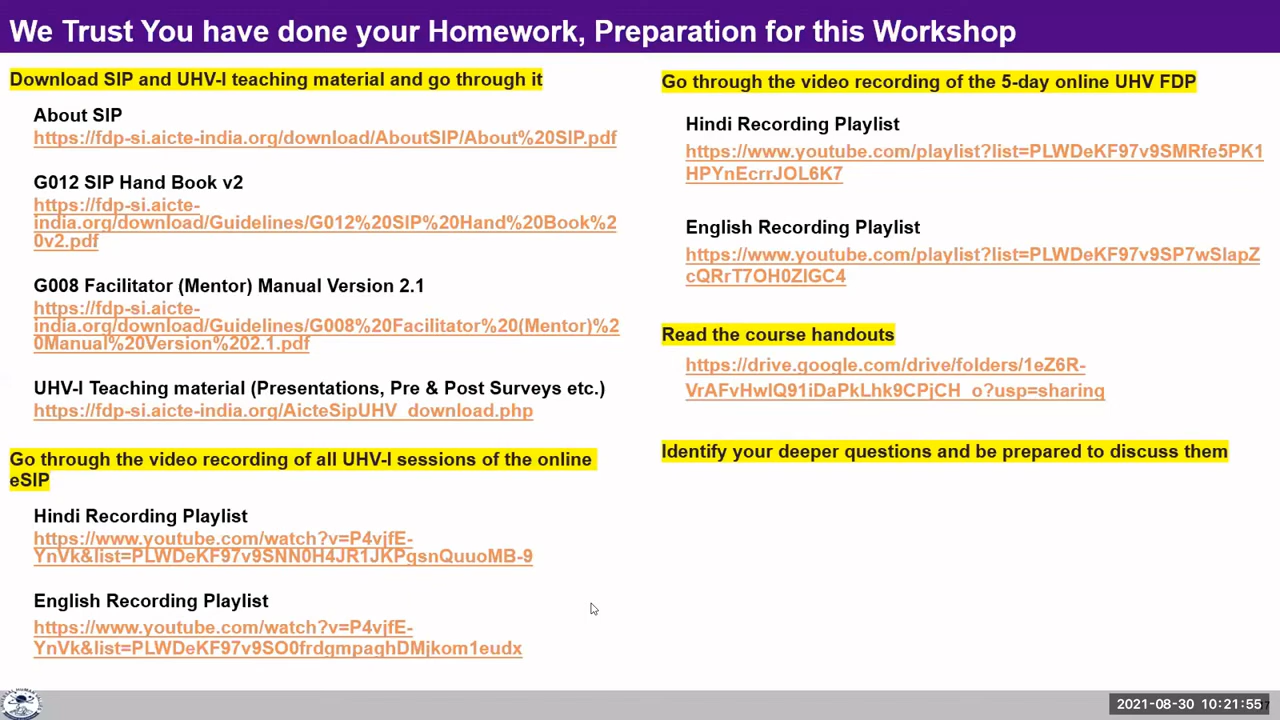 We Trust You have done your Homework, Preparation for this Workshop
Download SIP and UHV-I teaching material and go through it
About SIP
https://fdp-si.aicte-india.org/download/AboutSIP/About%20SIP.pdf
G012 SIP Hand Book v2
https://fdp-si.aicte-
india.org/download/Guidelines/G012%20SIP%20Hand%20Book%2
0v2.pdf
G008 Facilitator (Mentor) Manual Version 2.1
https://fdp-si.aicte-
india.org/download/Guidelines/G008%20Facilitator%20(Mentor)%2
0Manual%20Version%202.1.pdf
UHV-I Teaching material (Presentations, Pre & Post Surveys etc.)
https://fdp-si.aicte-india.org/AicteSipUHV_download.php
Go through the video recording of all UHV-I sessions of the online
eSIP
Hindi Recording Playlist
https://www.youtube.com/watch?v=P4vjfE-
YnVk&list=PLWDeKF97v9SNN0H4JR1JKPqsnQuuoMB-9
English Recording Playlist
https://www.youtube.com/watch?v=P4vjfE-
YnVk&list=PLWDeKF97v9SO0frdgmpaghDMjkom1eudx
Go through the video recording of the 5-day online UHV FDP
Hindi Recording Playlist
https://www.youtube.com/playlist?list=PLWDeKF97v9SMRfe5PK1
HPYnEcrrJOL6K7
English Recording Playlist
https://www.youtube.com/playlist?list=PLWDeKF97v9SP7wSlapZ
cQRrT7OH0ZIGC4
Read the course handouts
https://drive.google.com/drive/folders/1eZ6R-
VrAFvHwlQ91iDaPkLhk9CPjCH_o?usp=sharing
Identify your deeper questions and be prepared to discuss them
2021-08-30 10:21:55